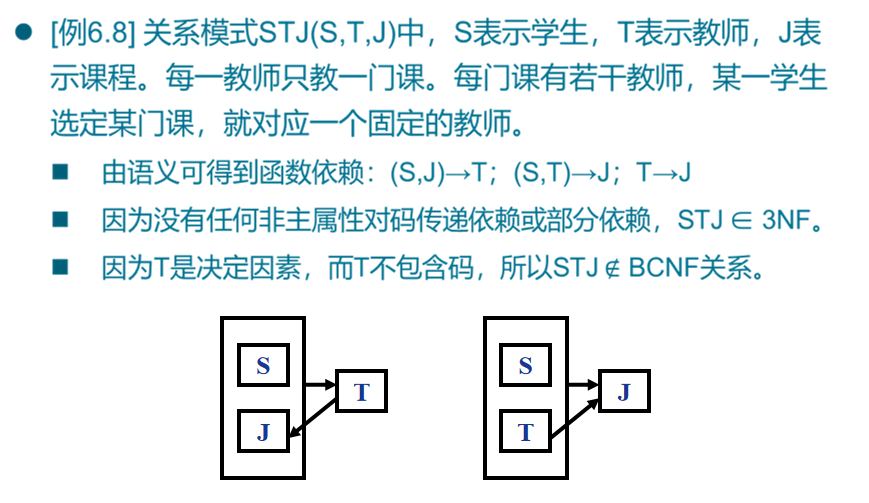 [例6.8] 关系模式STJ(S,T,J)中，S表示学生，T表示教师，J表
示课程。每一教师只教一门课。每门课有若干教师，某一学生
选定某门课，就对应一个固定的教师。
由语义可得到函数依赖：(S,J)→T；(S,T)→J；T→J
因为没有任何非主属性对码传递依赖或部分依赖，STJ ∈ 3NF。
因为T是决定因素，而T不包含码，所以STJ ∉ BCNF关系。
S
T
J
S
J
T